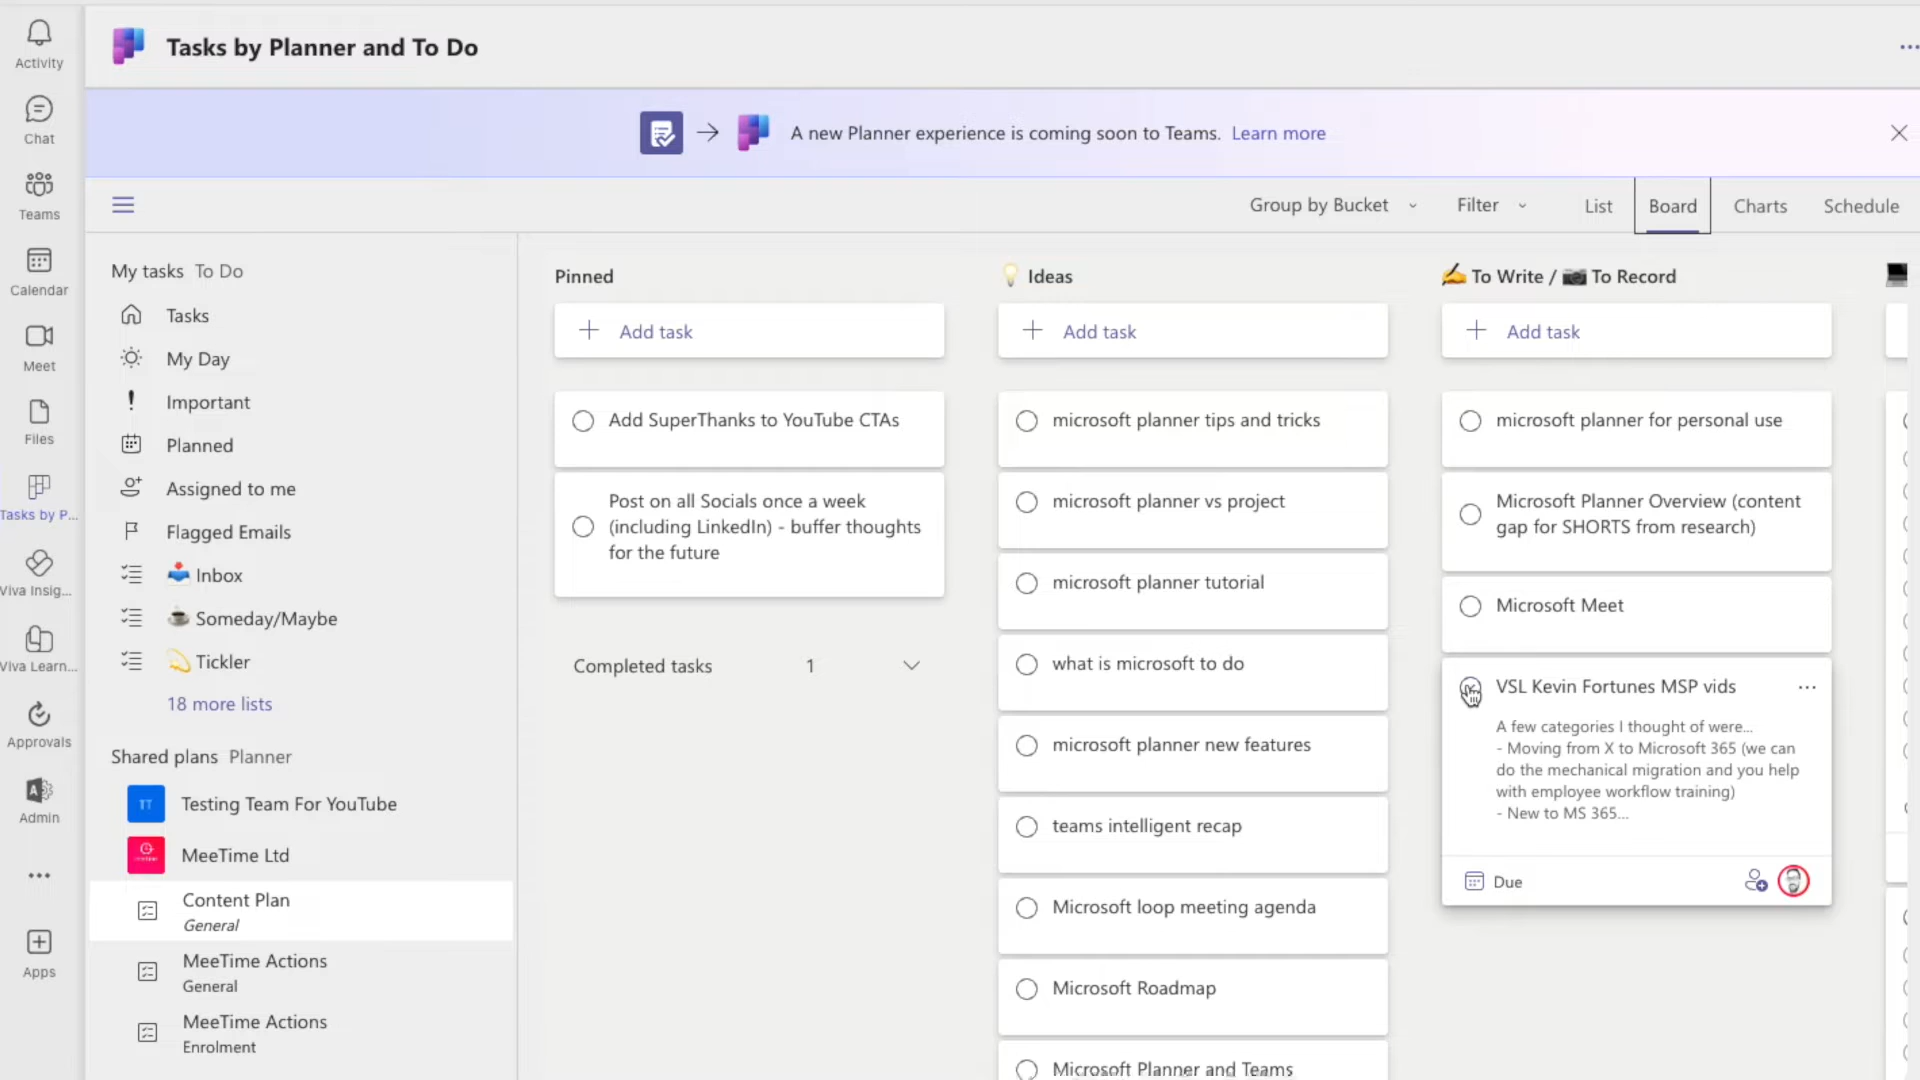 Activity
Chat
Teams
Calendar
Meet
Files
Tasks by P...
Viva Insig...
Viva Learn...
Approvals
Admin
Apps
Tasks by Planner and To Do
A new Planner experience is coming soon to Teams. Learn more
Group by Bucket
Filter
List
Board
Charts
Schedule
My tasks To Do
Tasks
My Day
Important
Planned
Assigned to me
Flagged Emails
Inbox
Someday/Maybe
Tickler
18 more lists
Shared plans Planner
TT
Testing Team For YouTube
MeeTime Ltd
Content Plan
General
MeeTime Actions
General
MeeTime Actions
Enrolment
Pinned
Add task
Add SuperThanks to YouTube CTAs
Post on all Socials once a week
(including LinkedIn) - buffer thoughts
for the future
Completed tasks 1
💡 Ideas
Add task
microsoft planner tips and tricks
microsoft planner vs project
microsoft planner tutorial
what is microsoft to do
microsoft planner new features
teams intelligent recap
Microsoft loop meeting agenda
Microsoft Roadmap
Microsoft Planner and Teams
✍ To Write / 📷 To Record
Add task
microsoft planner for personal use
Microsoft Planner Overview (content
gap for SHORTS from research)
Microsoft Meet
VSL Kevin Fortunes MSP vids
A few categories I thought of were...
- Moving from X to Microsoft 365 (we can
do the mechanical migration and you help
with employee workflow training)
- New to MS 365...
Due